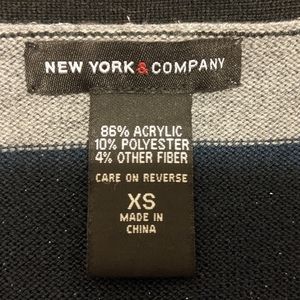 NEW YORK & COMPANY
86% ACRYLIC
10% POLYESTER
4% OTHER FIBER
CARE ON REVERSE
XS
MADE IN
CHINA